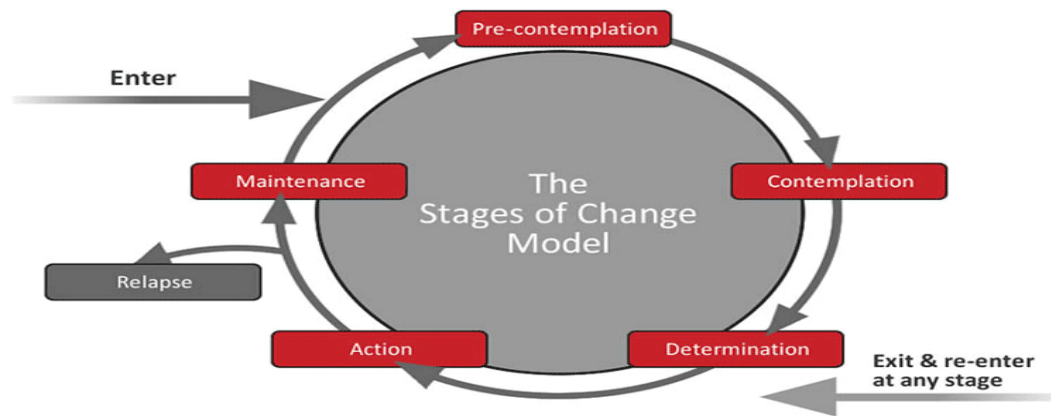 Pre-contemplation
Enter
Maintenance
Contemplation
The
Stages of Change
Model
Relapse
Action
Determination
Exit & re-enter
at any stage